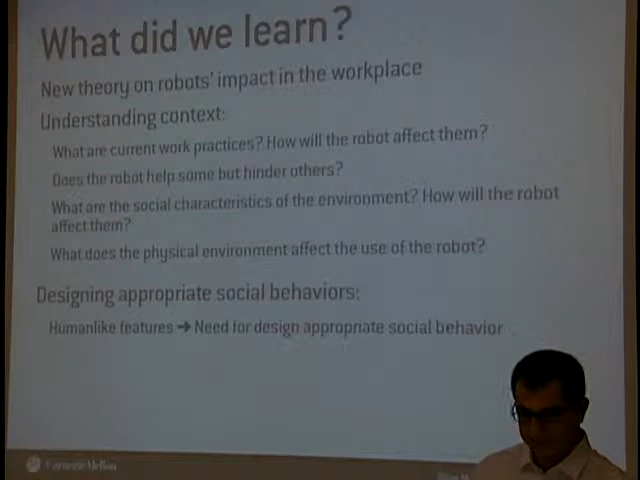 What did we learn?
New theory on robots' impact in the workplace
Understanding context:
What are current work practices? How will the robot affect them?
Does the robot help some but hinder others?
What are the social characteristics of the environment? How will the robot
affect them?
What does the physical environment affect the use of the robot?
Designing appropriate social behaviors:
Humanlike features ➔ Need for design appropriate social behavior
Carnegie Mellon